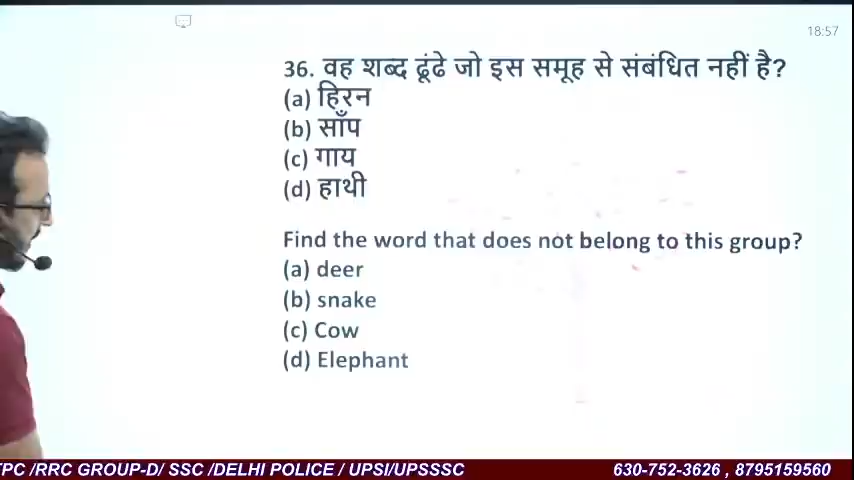 18:57
36. वह शब्द ढूंढे जो इस समूह से संबंधित नहीं है?
(a) हिरन
(b) साँप
(c) गाय
(d) हाथी
Find the word that does not belong to this group?
(a) deer
(b) snake
(c) Cow
(d) Elephant
TPC /RRC GROUP-D/ SSC /DELHI POLICE / UPSI/UPSSSC 630-752-3626 , 8795159560